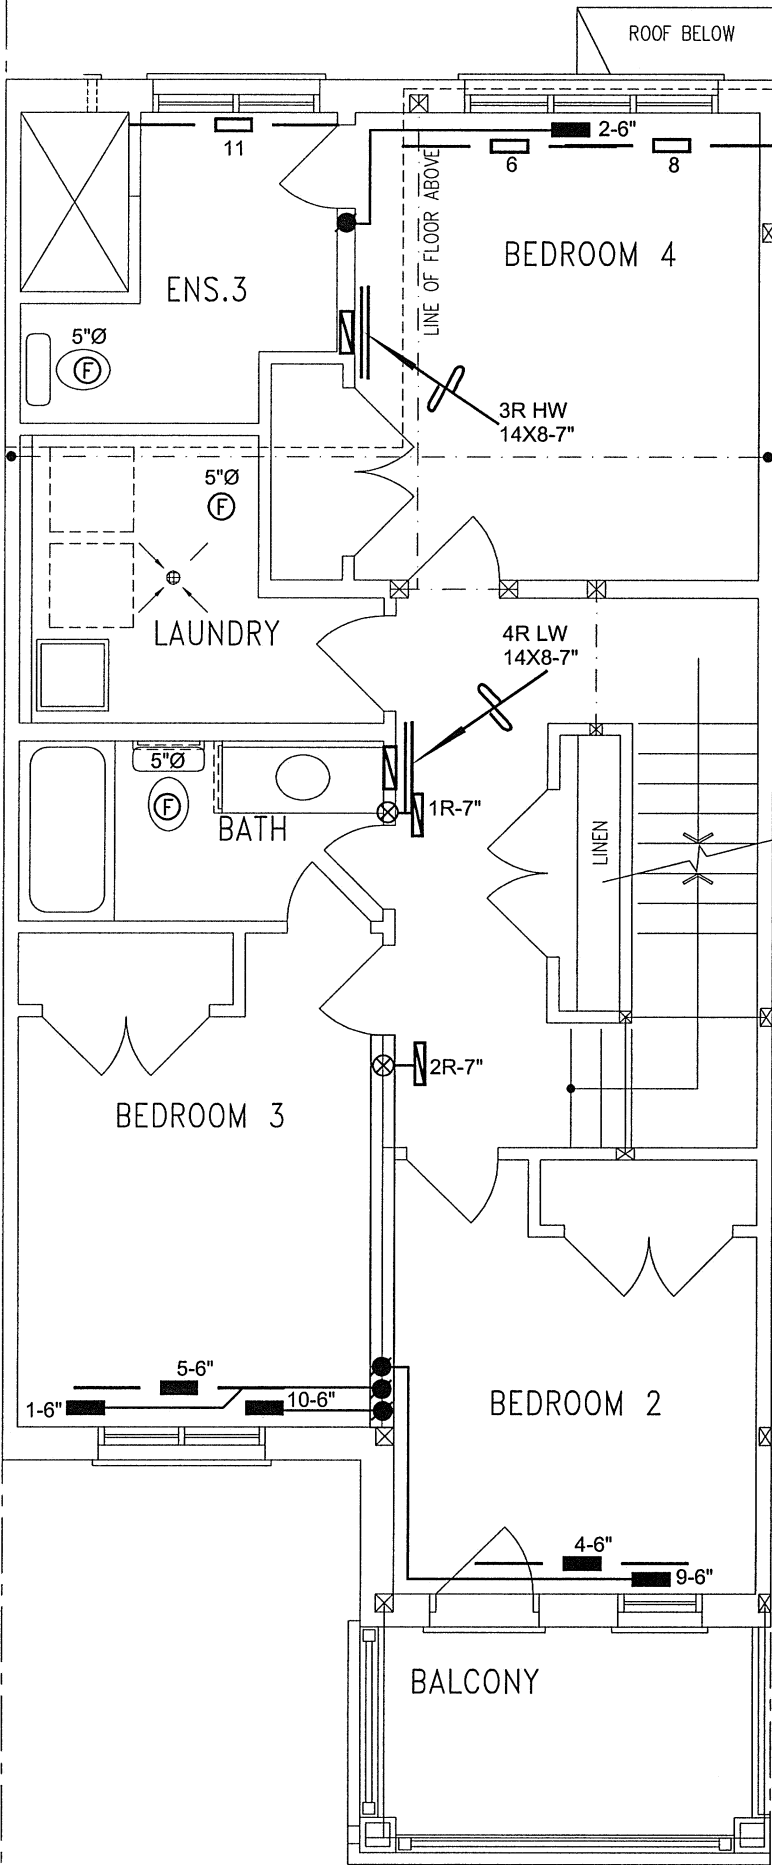 ROOF BELOW
2-6"
11
6
8
LINE OF FLOOR ABOVE
BEDROOM 4
ENS.3
5"Ø
F
3R HW
14X8-7"
5"Ø
F
LAUNDRY
4R LW
14X8-7"
5"Ø
F
BATH
1R-7"
LINEN
2R-7"
BEDROOM 3
5-6"
1-6"
10-6"
BEDROOM 2
4-6"
9-6"
BALCONY